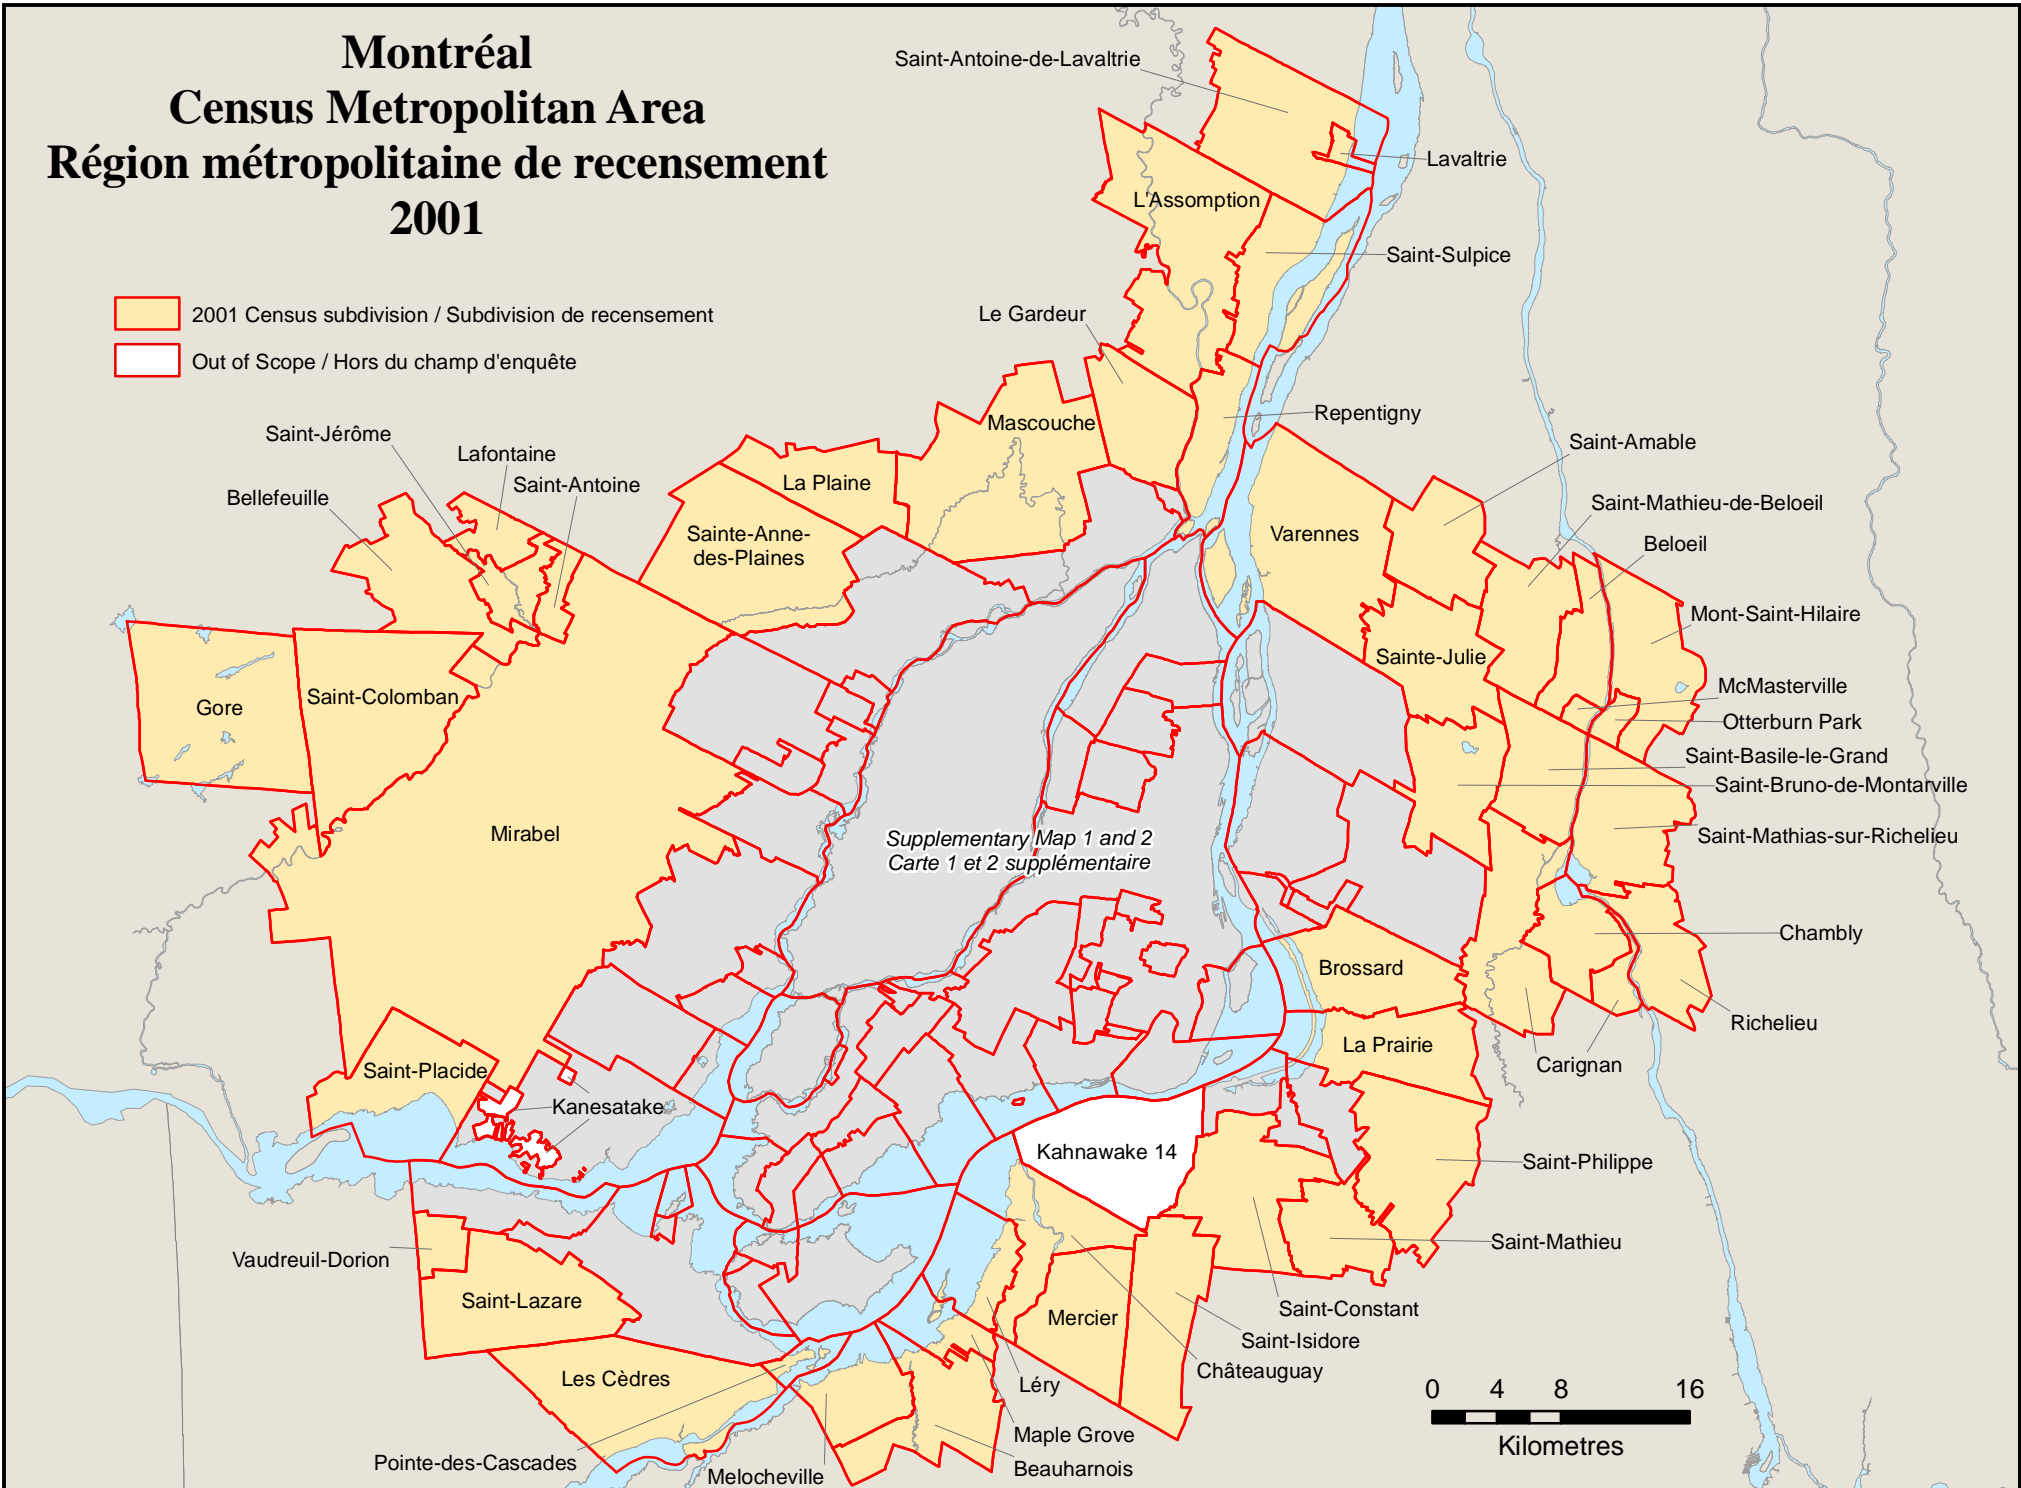 Montréal
Census Metropolitan Area
Région métropolitaine de recensement
2001
2001 Census subdivision / Subdivision de recensement
Out of Scope / Hors du champ d'enquête
Saint-Antoine-de-Lavaltrie
Lavaltrie
L'Assomption
Saint-Sulpice
Le Gardeur
Repentigny
Mascouche
Saint-Jérôme
Lafontaine
Saint-Antoine
Bellefeuille
La Plaine
Sainte-Anne-
des-Plaines
Varennes
Saint-Amable
Saint-Mathieu-de-Beloeil
Beloeil
Mont-Saint-Hilaire
Sainte-Julie
McMasterville
Otterburn Park
Saint-Basile-le-Grand
Saint-Bruno-de-Montarville
Saint-Mathias-sur-Richelieu
Gore
Saint-Colomban
Mirabel
Supplementary Map 1 and 2
Carte 1 et 2 supplémentaire
Chambly
Brossard
Richelieu
La Prairie
Carignan
Saint-Placide
Kanesatake
Kahnawake 14
Saint-Philippe
Saint-Mathieu
Vaudreuil-Dorion
Saint-Lazare
Saint-Constant
Mercier
Saint-Isidore
Châteauguay
Les Cèdres
Léry
Maple Grove
Beauharnois
Pointe-des-Cascades
Melocheville
0 4 8 16
Kilometres